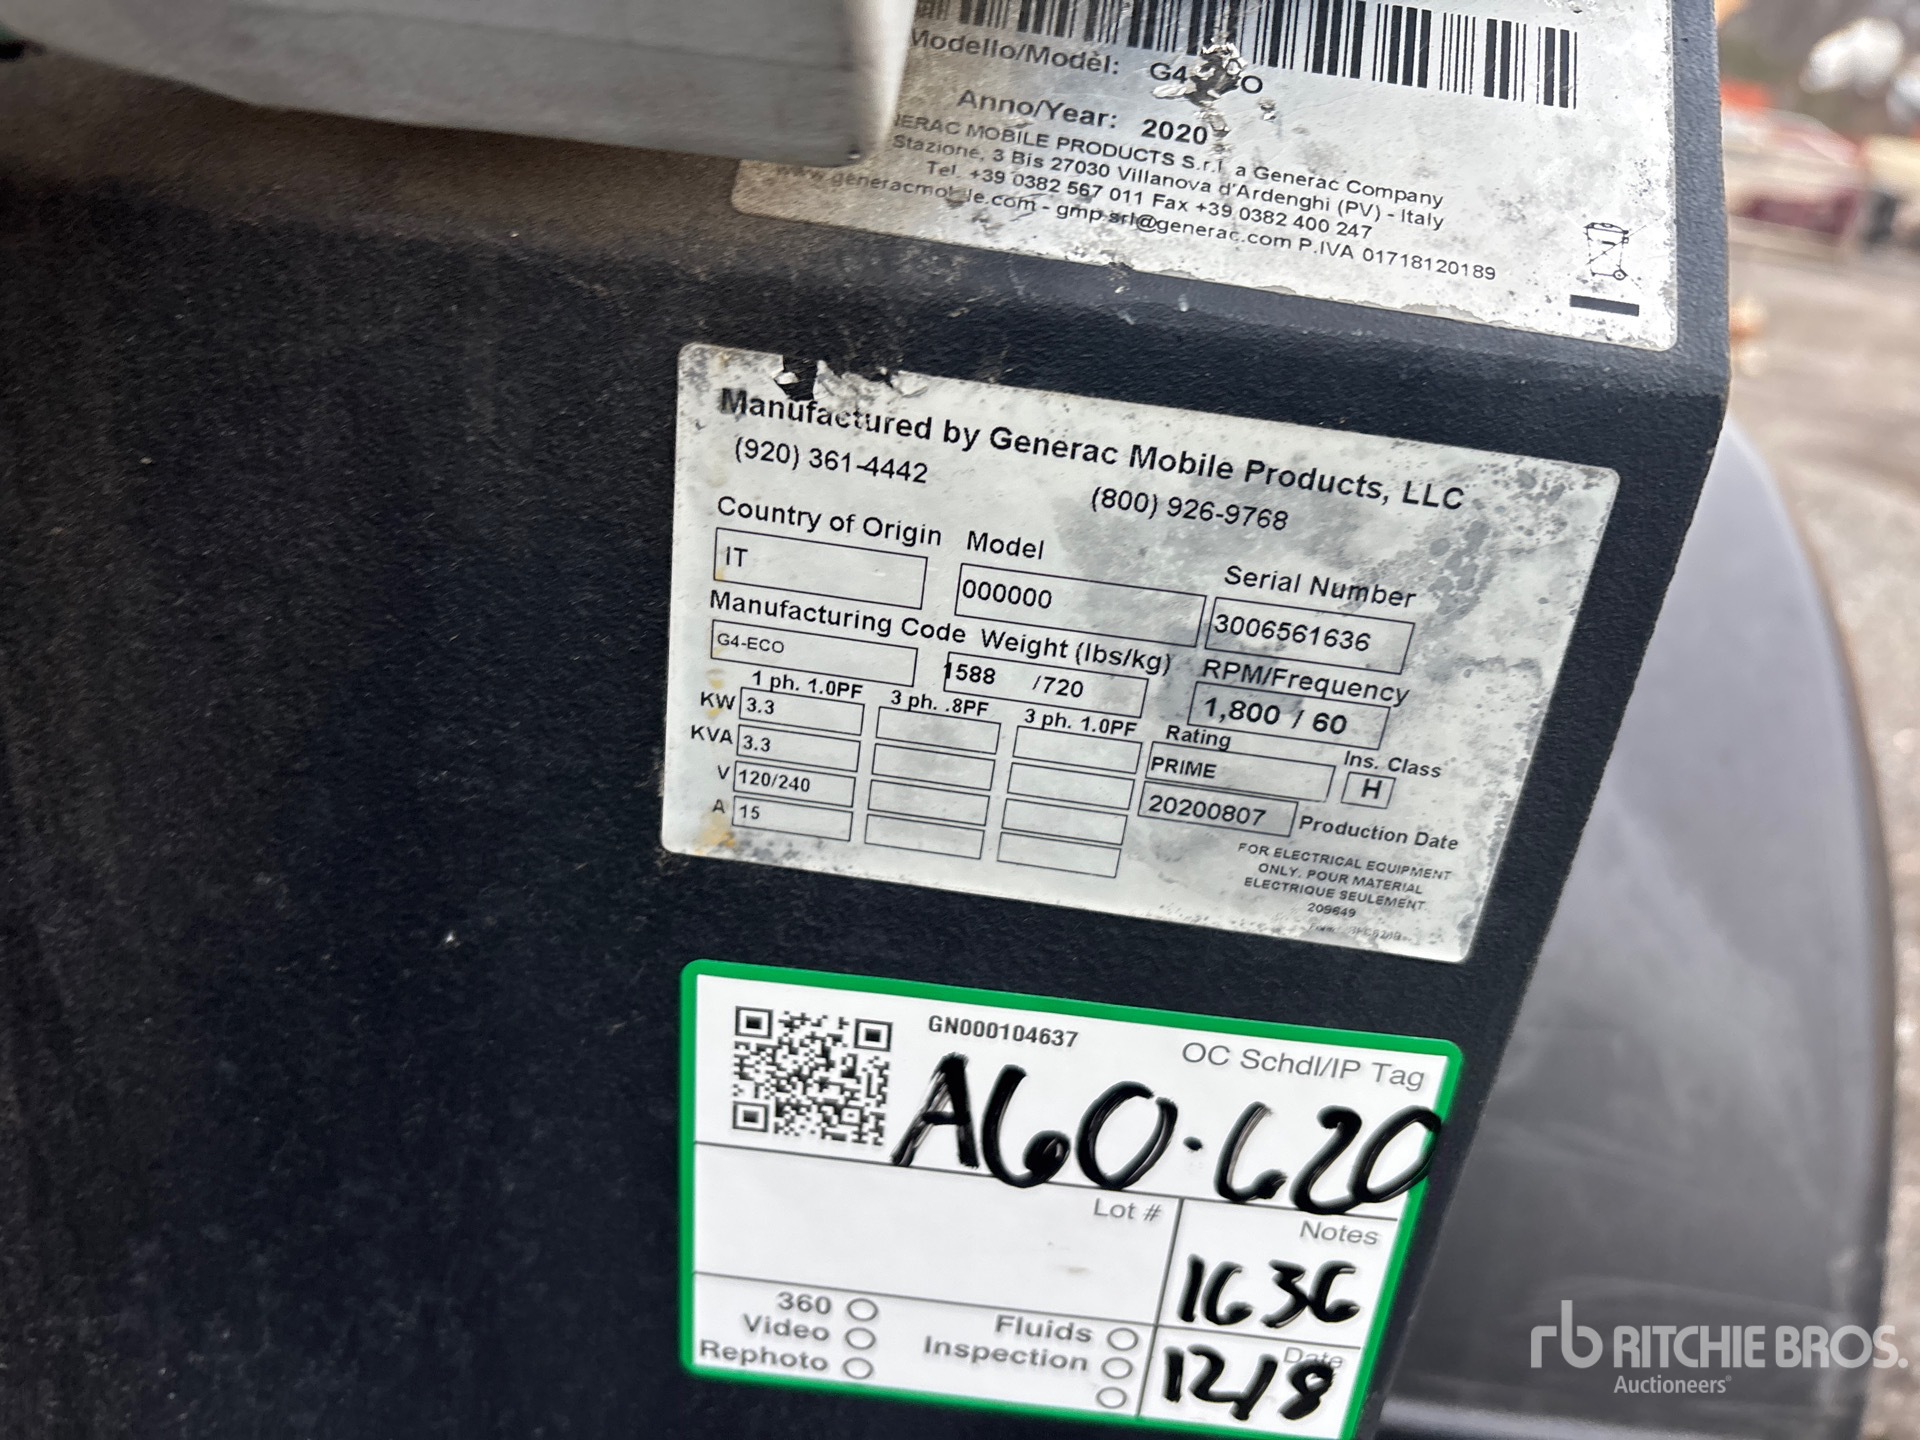 Modello/Modèl: G4
Anno/Year: 2020
MOBILE PRODUCTS S.r.l. a Generac Company
Stazione, 3 Bis 27030 Villanova d'Ardenghi (PV) - Italy
Tel. +39 0382 567 011 Fax +39 0382 400 247
www.generacmobile.com - gmp-srl@generac.com P.IVA 01718120189
Manufactured by Generac Mobile Products, LLC
(920) 361-4442 (800) 926-9768
Country of Origin Model Serial Number
IT 000000 3006561636
Manufacturing Code Weight (lbs/kg) RPM/Frequency
G4-ECO 1588 /720 1,800 / 60
1 ph. 1.0PF 3 ph. .8PF 3 ph. 1.0PF Rating Ins. Class
KW 3.3 PRIME H
KVA 3.3 20200807 Production Date
V 120/240
A 15
FOR ELECTRICAL EQUIPMENT
ONLY. POUR MATERIAL
ELECTRIQUE SEULEMENT
209649
GN000104637 OC Schdl/IP Tag
A60-620
Lot # Notes
1636
360 Fluids
Video Inspection
Rephoto
Date
12/8
rb RITCHIE BROS.
Auctioneers